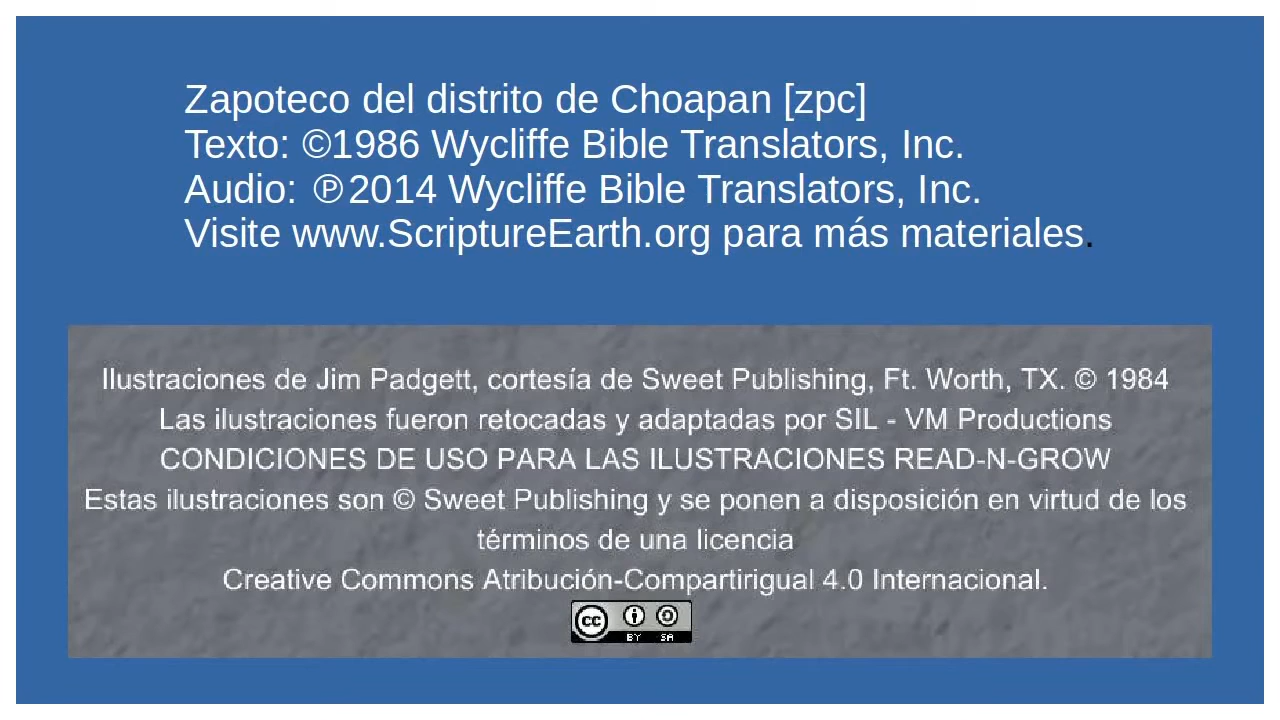 Zapoteco del distrito de Choapan [zpc]
Texto: ©1986 Wycliffe Bible Translators, Inc.
Audio: ℗2014 Wycliffe Bible Translators, Inc.
Visite www.ScriptureEarth.org para más materiales.
Ilustraciones de Jim Padgett, cortesía de Sweet Publishing, Ft. Worth, TX. © 1984
Las ilustraciones fueron retocadas y adaptadas por SIL - VM Productions
CONDICIONES DE USO PARA LAS ILUSTRACIONES READ-N-GROW
Estas ilustraciones son © Sweet Publishing y se ponen a disposición en virtud de los
términos de una licencia
Creative Commons Atribución-Compartirigual 4.0 Internacional.
cc BY SA